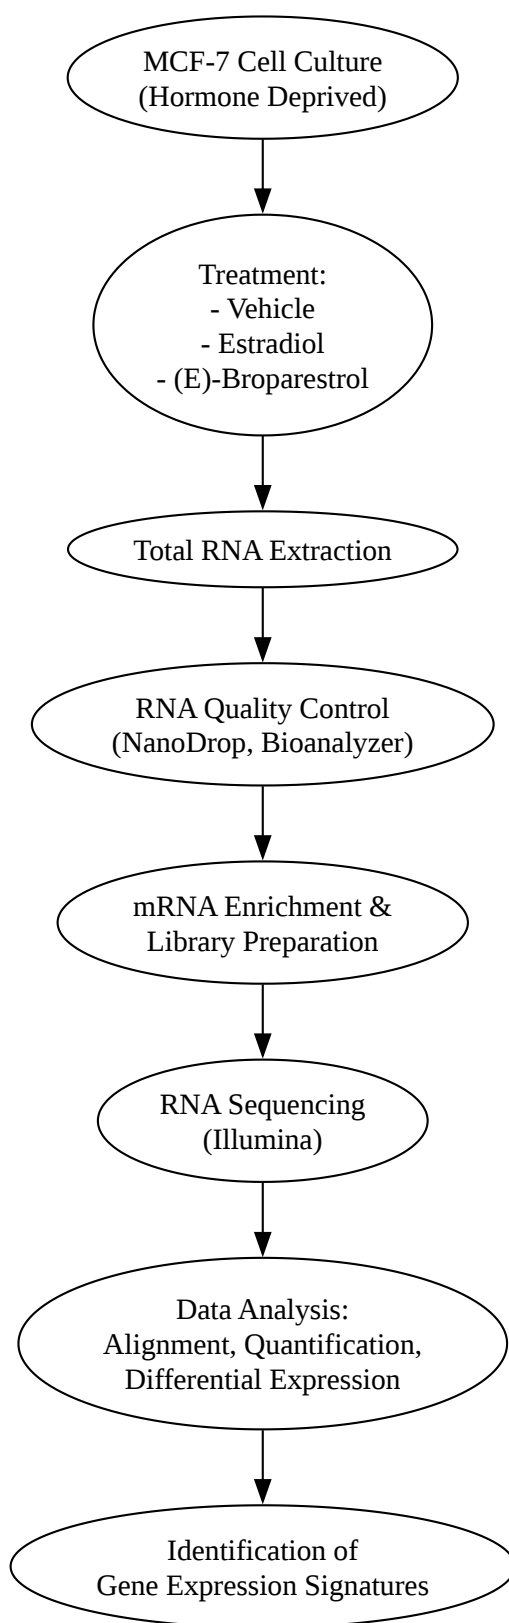 MCF-7 Cell Culture
(Hormone Deprived)
Treatment:
- Vehicle
- Estradiol
- (E)-Broparestrol
Total RNA Extraction
RNA Quality Control
(NanoDrop, Bioanalyzer)
mRNA Enrichment &
Library Preparation
RNA Sequencing
(Illumina)
Data Analysis:
Alignment, Quantification,
Differential Expression
Identification of
Gene Expression Signatures